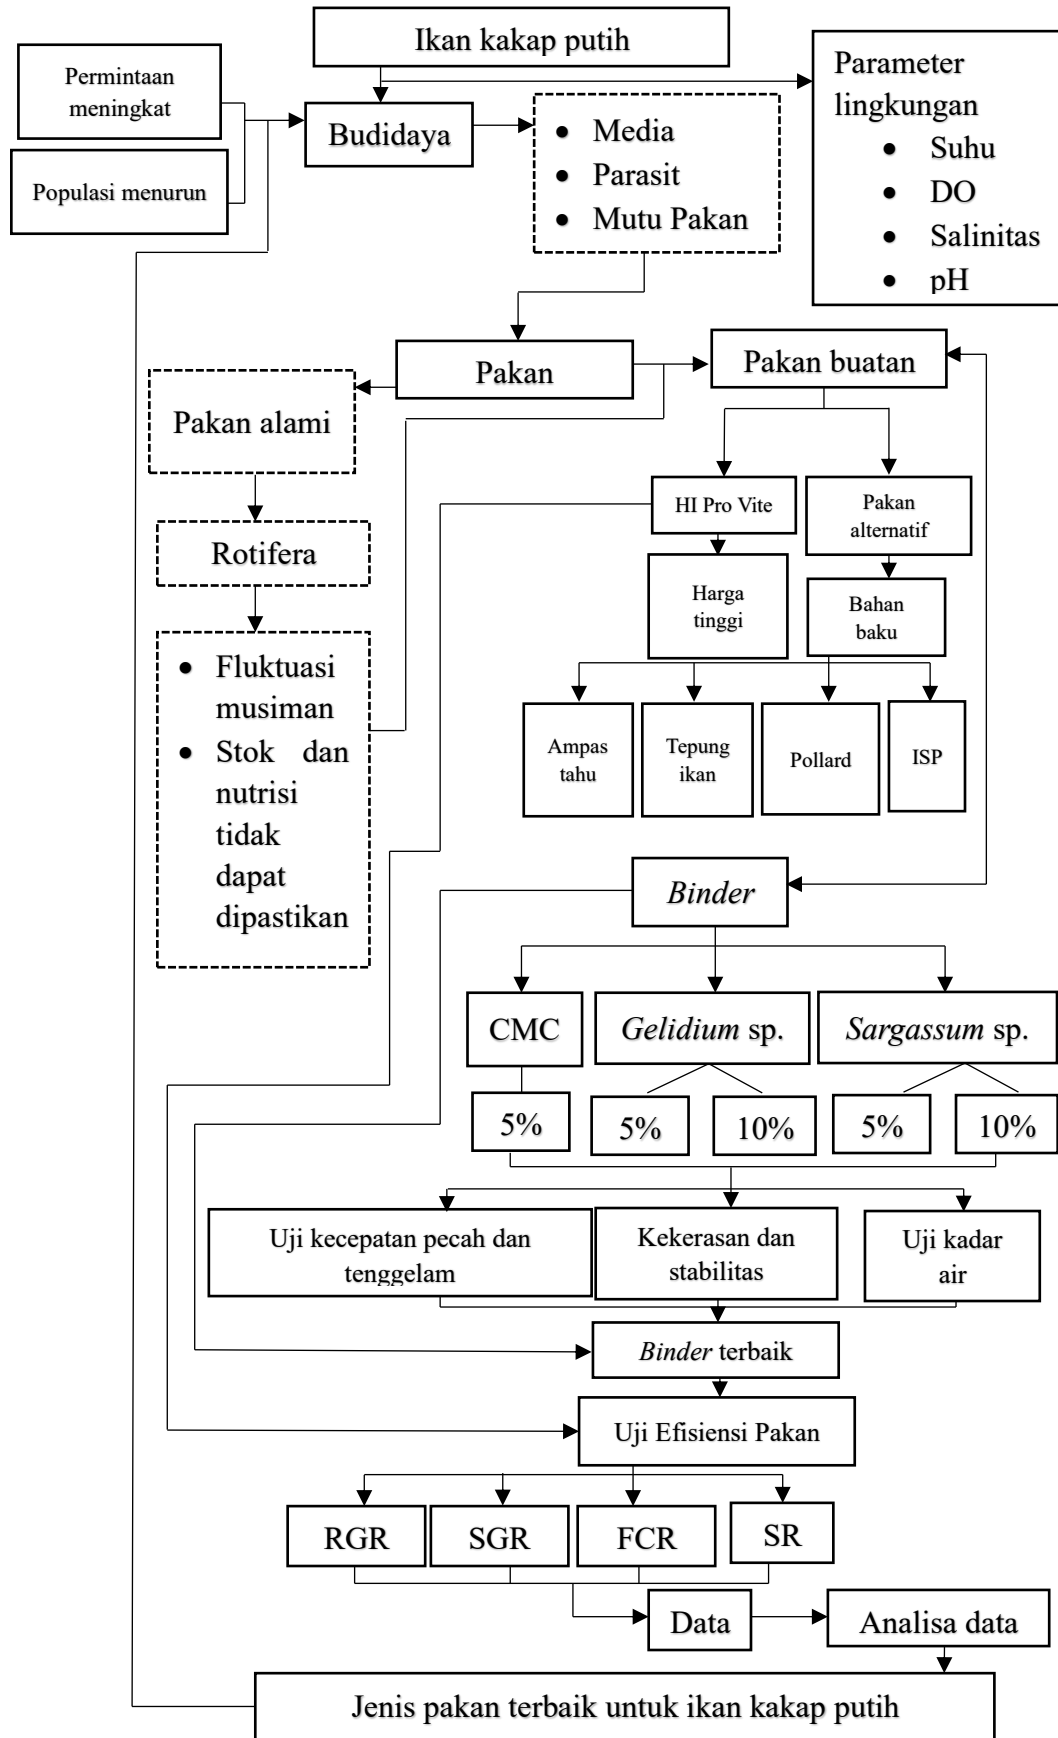 Ikan kakap putih
Permintaan
meningkat
Populasi menurun
Budidaya
• Media
• Parasit
• Mutu Pakan
Parameter
lingkungan
• Suhu
• DO
• Salinitas
• pH
Pakan
Pakan buatan
Pakan alami
Rotifera
• Fluktuasi
musiman
• Stok dan
nutrisi
tidak
dapat
dipastikan
HI Pro Vite
Pakan
alternatif
Harga
tinggi
Bahan
baku
Ampas
tahu
Tepung
ikan
Pollard
ISP
Binder
CMC
Gelidium sp.
Sargassum sp.
5%
5%
10%
5%
10%
Uji kecepatan pecah dan
tenggelam
Kekerasan dan
stabilitas
Uji kadar
air
Binder terbaik
Uji Efisiensi Pakan
RGR
SGR
FCR
SR
Data
Analisa data
Jenis pakan terbaik untuk ikan kakap putih